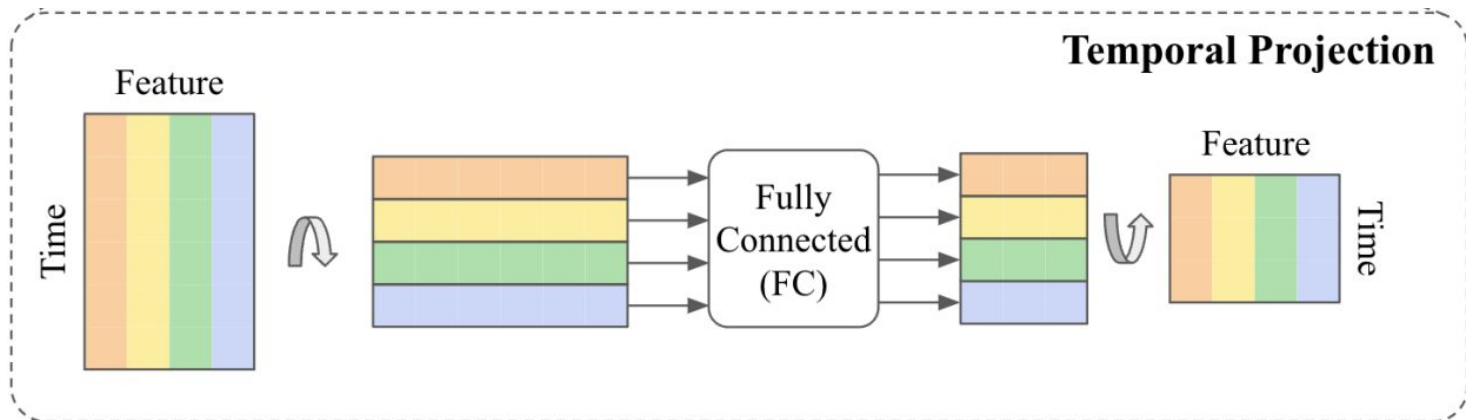 Temporal Projection
Feature
Time
Fully
Connected
(FC)
Feature
Time